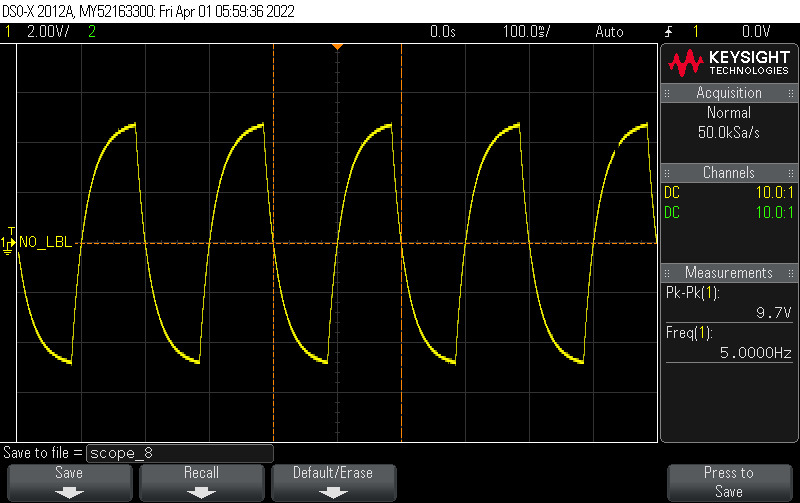 DSO-X 2012A, MY52163300: Fri Apr 01 05:59:36 2022
1 2.00V/ 2 0.0s 100.0ms/ Auto 1 0.0V
KEYSIGHT
TECHNOLOGIES
Acquisition
Normal
50.0kSa/s
Channels
DC 10.0:1
DC 10.0:1
T
1 NO_LBL
Measurements
Pk-Pk(1):
9.7V
Freq(1):
5.0000Hz
Save to file = scope_8
Save Recall Default/Erase Press to
Save